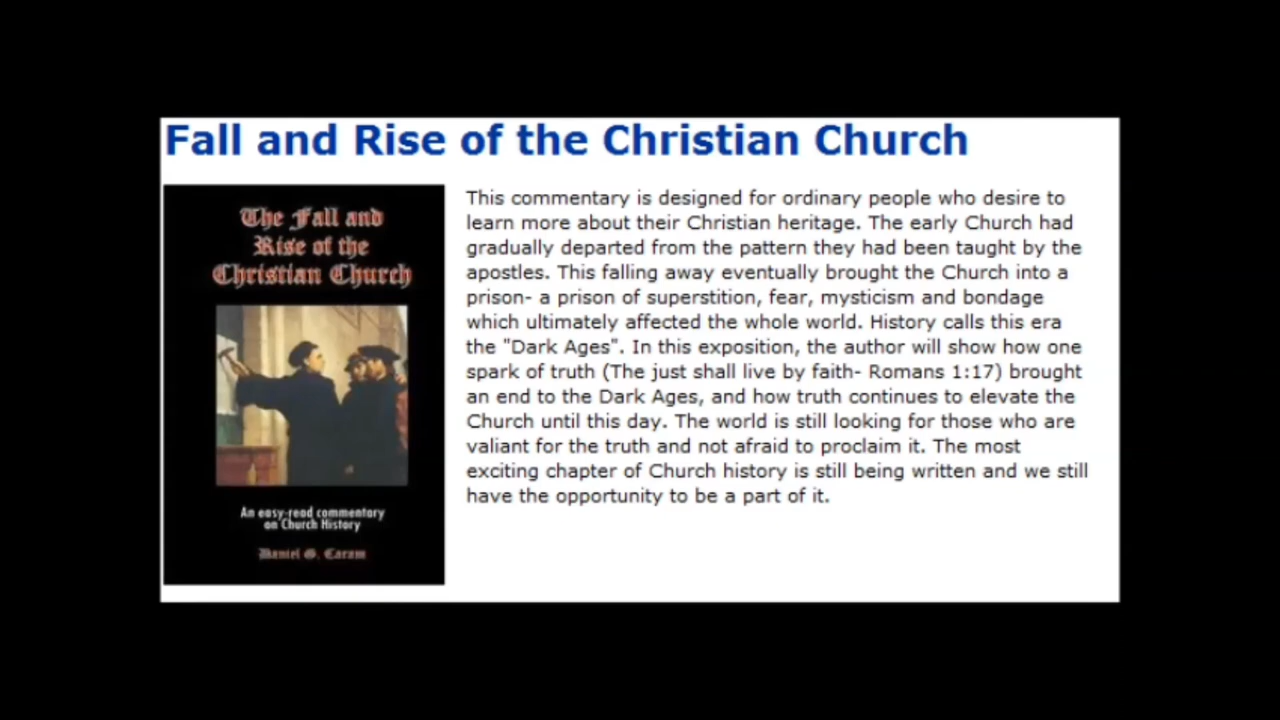 Fall and Rise of the Christian Church
The Fall and
Rise of the
Christian Church
An easy-read commentary
on Church History
Daniel G. Caram
This commentary is designed for ordinary people who desire to
learn more about their Christian heritage. The early Church had
gradually departed from the pattern they had been taught by the
apostles. This falling away eventually brought the Church into a
prison- a prison of superstition, fear, mysticism and bondage
which ultimately affected the whole world. History calls this era
the "Dark Ages". In this exposition, the author will show how one
spark of truth (The just shall live by faith- Romans 1:17) brought
an end to the Dark Ages, and how truth continues to elevate the
Church until this day. The world is still looking for those who are
valiant for the truth and not afraid to proclaim it. The most
exciting chapter of Church history is still being written and we still
have the opportunity to be a part of it.